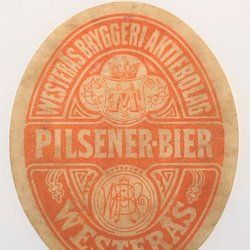 WESTERÅS BRYGGERI AKTIEBOLAG
M
PILSENER-BIER
WESTERÅS